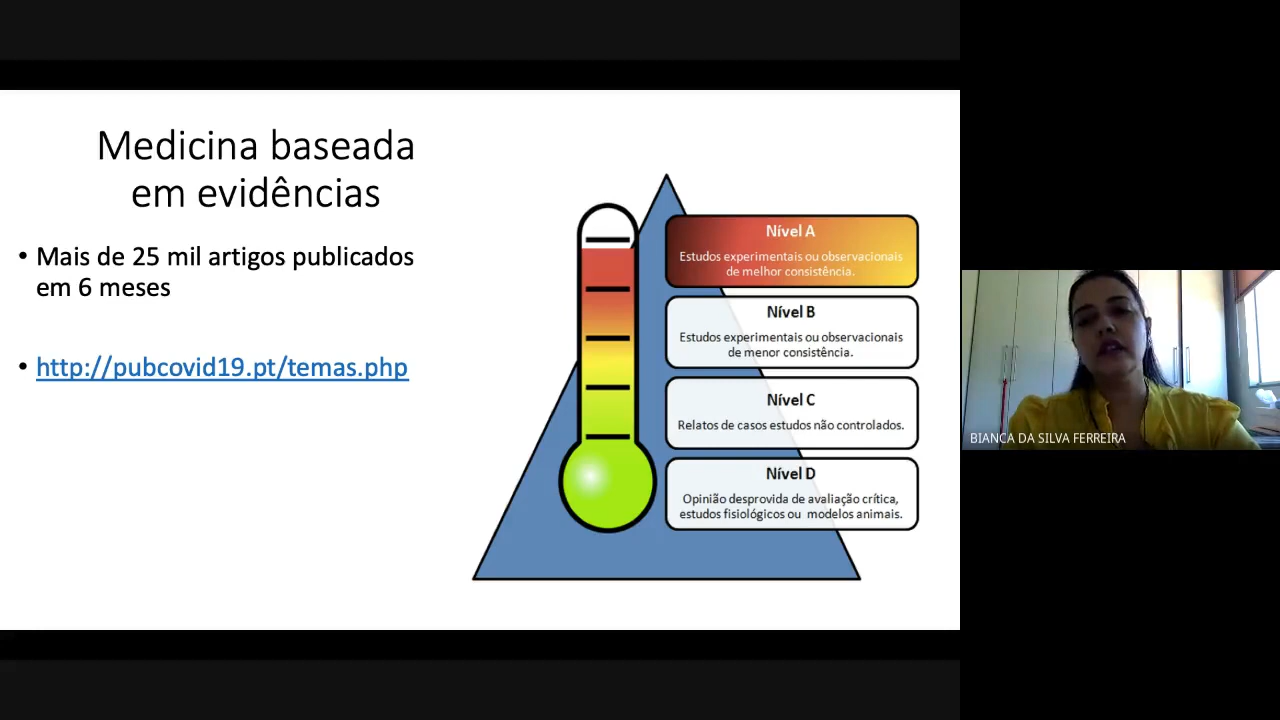 Medicina baseada
em evidências
• Mais de 25 mil artigos publicados
em 6 meses
• http://pubcovid19.pt/temas.php
Nível A
Estudos experimentais ou observacionais
de melhor consistência.
Nível B
Estudos experimentais ou observacionais
de menor consistência.
Nível C
Relatos de casos estudos não controlados.
Nível D
Opinião desprovida de avaliação crítica,
estudos fisiológicos ou modelos animais.
BIANCA DA SILVA FERREIRA